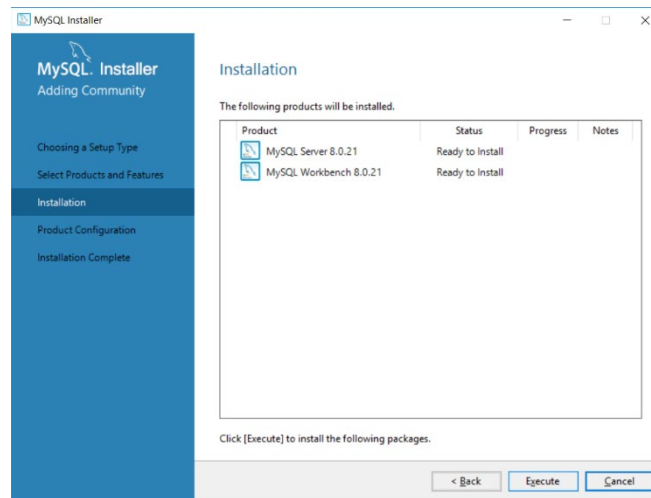 MySQL Installer
MySQL. Installer
Adding Community
Choosing a Setup Type
Select Products and Features
Installation
Product Configuration
Installation Complete
Installation
The following products will be installed.
Product Status Progress Notes
MySQL Server 8.0.21 Ready to Install
MySQL Workbench 8.0.21 Ready to Install
Click [Execute] to install the following packages.
< Back Execute Cancel